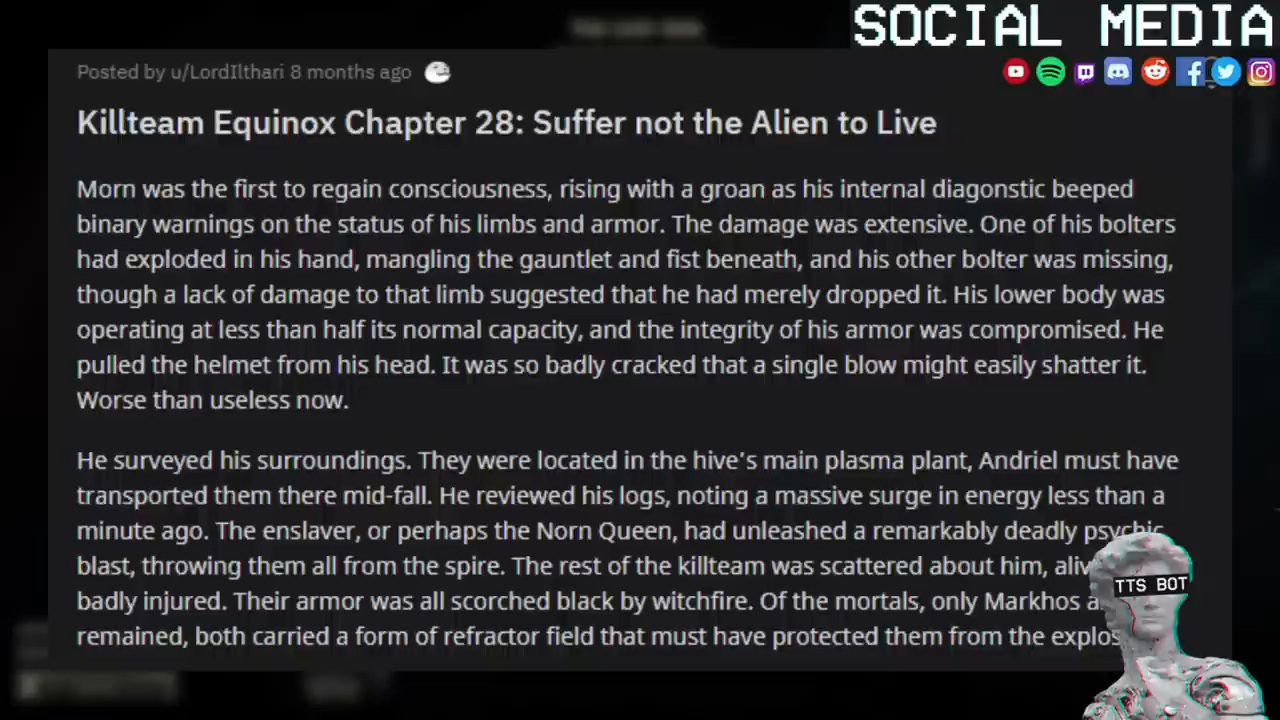 SOCIAL MEDIA
Posted by u/LordIlthari 8 months ago
Killteam Equinox Chapter 28: Suffer not the Alien to Live
Morn was the first to regain consciousness, rising with a groan as his internal diagonstic beeped
binary warnings on the status of his limbs and armor. The damage was extensive. One of his bolters
had exploded in his hand, mangling the gauntlet and fist beneath, and his other bolter was missing,
though a lack of damage to that limb suggested that he had merely dropped it. His lower body was
operating at less than half its normal capacity, and the integrity of his armor was compromised. He
pulled the helmet from his head. It was so badly cracked that a single blow might easily shatter it.
Worse than useless now.
He surveyed his surroundings. They were located in the hive's main plasma plant, Andriel must have
transported them there mid-fall. He reviewed his logs, noting a massive surge in energy less than a
minute ago. The enslaver, or perhaps the Norn Queen, had unleashed a remarkably deadly psychic
blast, throwing them all from the spire. The rest of the killteam was scattered about him,
badly injured. Their armor was all scorched black by witchfire. Of the mortals, only Markhos
remained, both carried a form of refractor field that must have protected them from the
TTS BOT